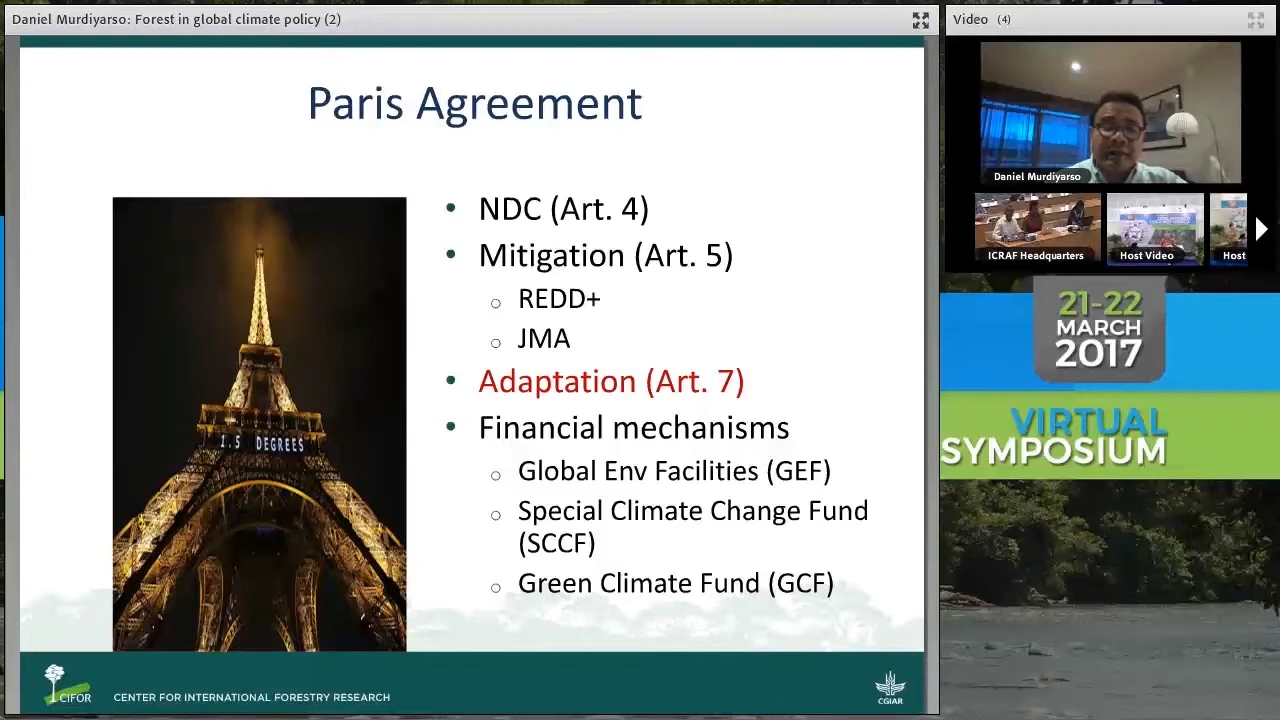 Daniel Murdiyarso: Forest in global climate policy (2)
Paris Agreement
1.5 DEGREES
• NDC (Art. 4)
• Mitigation (Art. 5)
○ REDD+
○ JMA
• Adaptation (Art. 7)
• Financial mechanisms
○ Global Env Facilities (GEF)
○ Special Climate Change Fund
(SCCF)
○ Green Climate Fund (GCF)
CIFOR
CENTER FOR INTERNATIONAL FORESTRY RESEARCH
CGIAR
Video (4)
Daniel Murdiyarso
ICRAF Headquarters
Host Video
Host
21-22
MARCH
2017
VIRTUAL
SYMPOSIUM